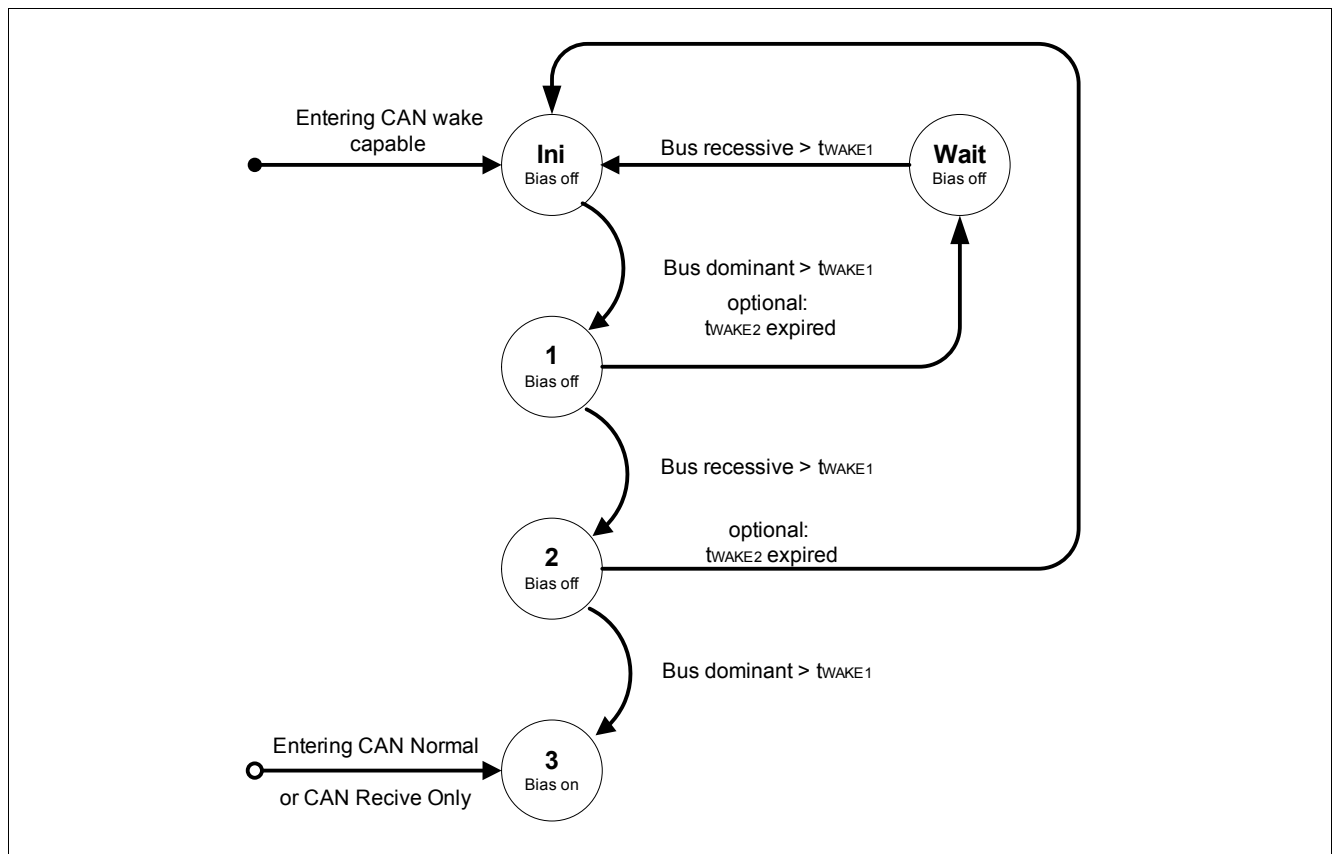 Entering CAN wake
capable
Ini
Bias off
Bus recessive > tWAKE1
Wait
Bias off
Bus dominant > tWAKE1
optional:
tWAKE2 expired
1
Bias off
Bus recessive > tWAKE1
optional:
tWAKE2 expired
2
Bias off
Bus dominant > tWAKE1
Entering CAN Normal
or CAN Recive Only
3
Bias on